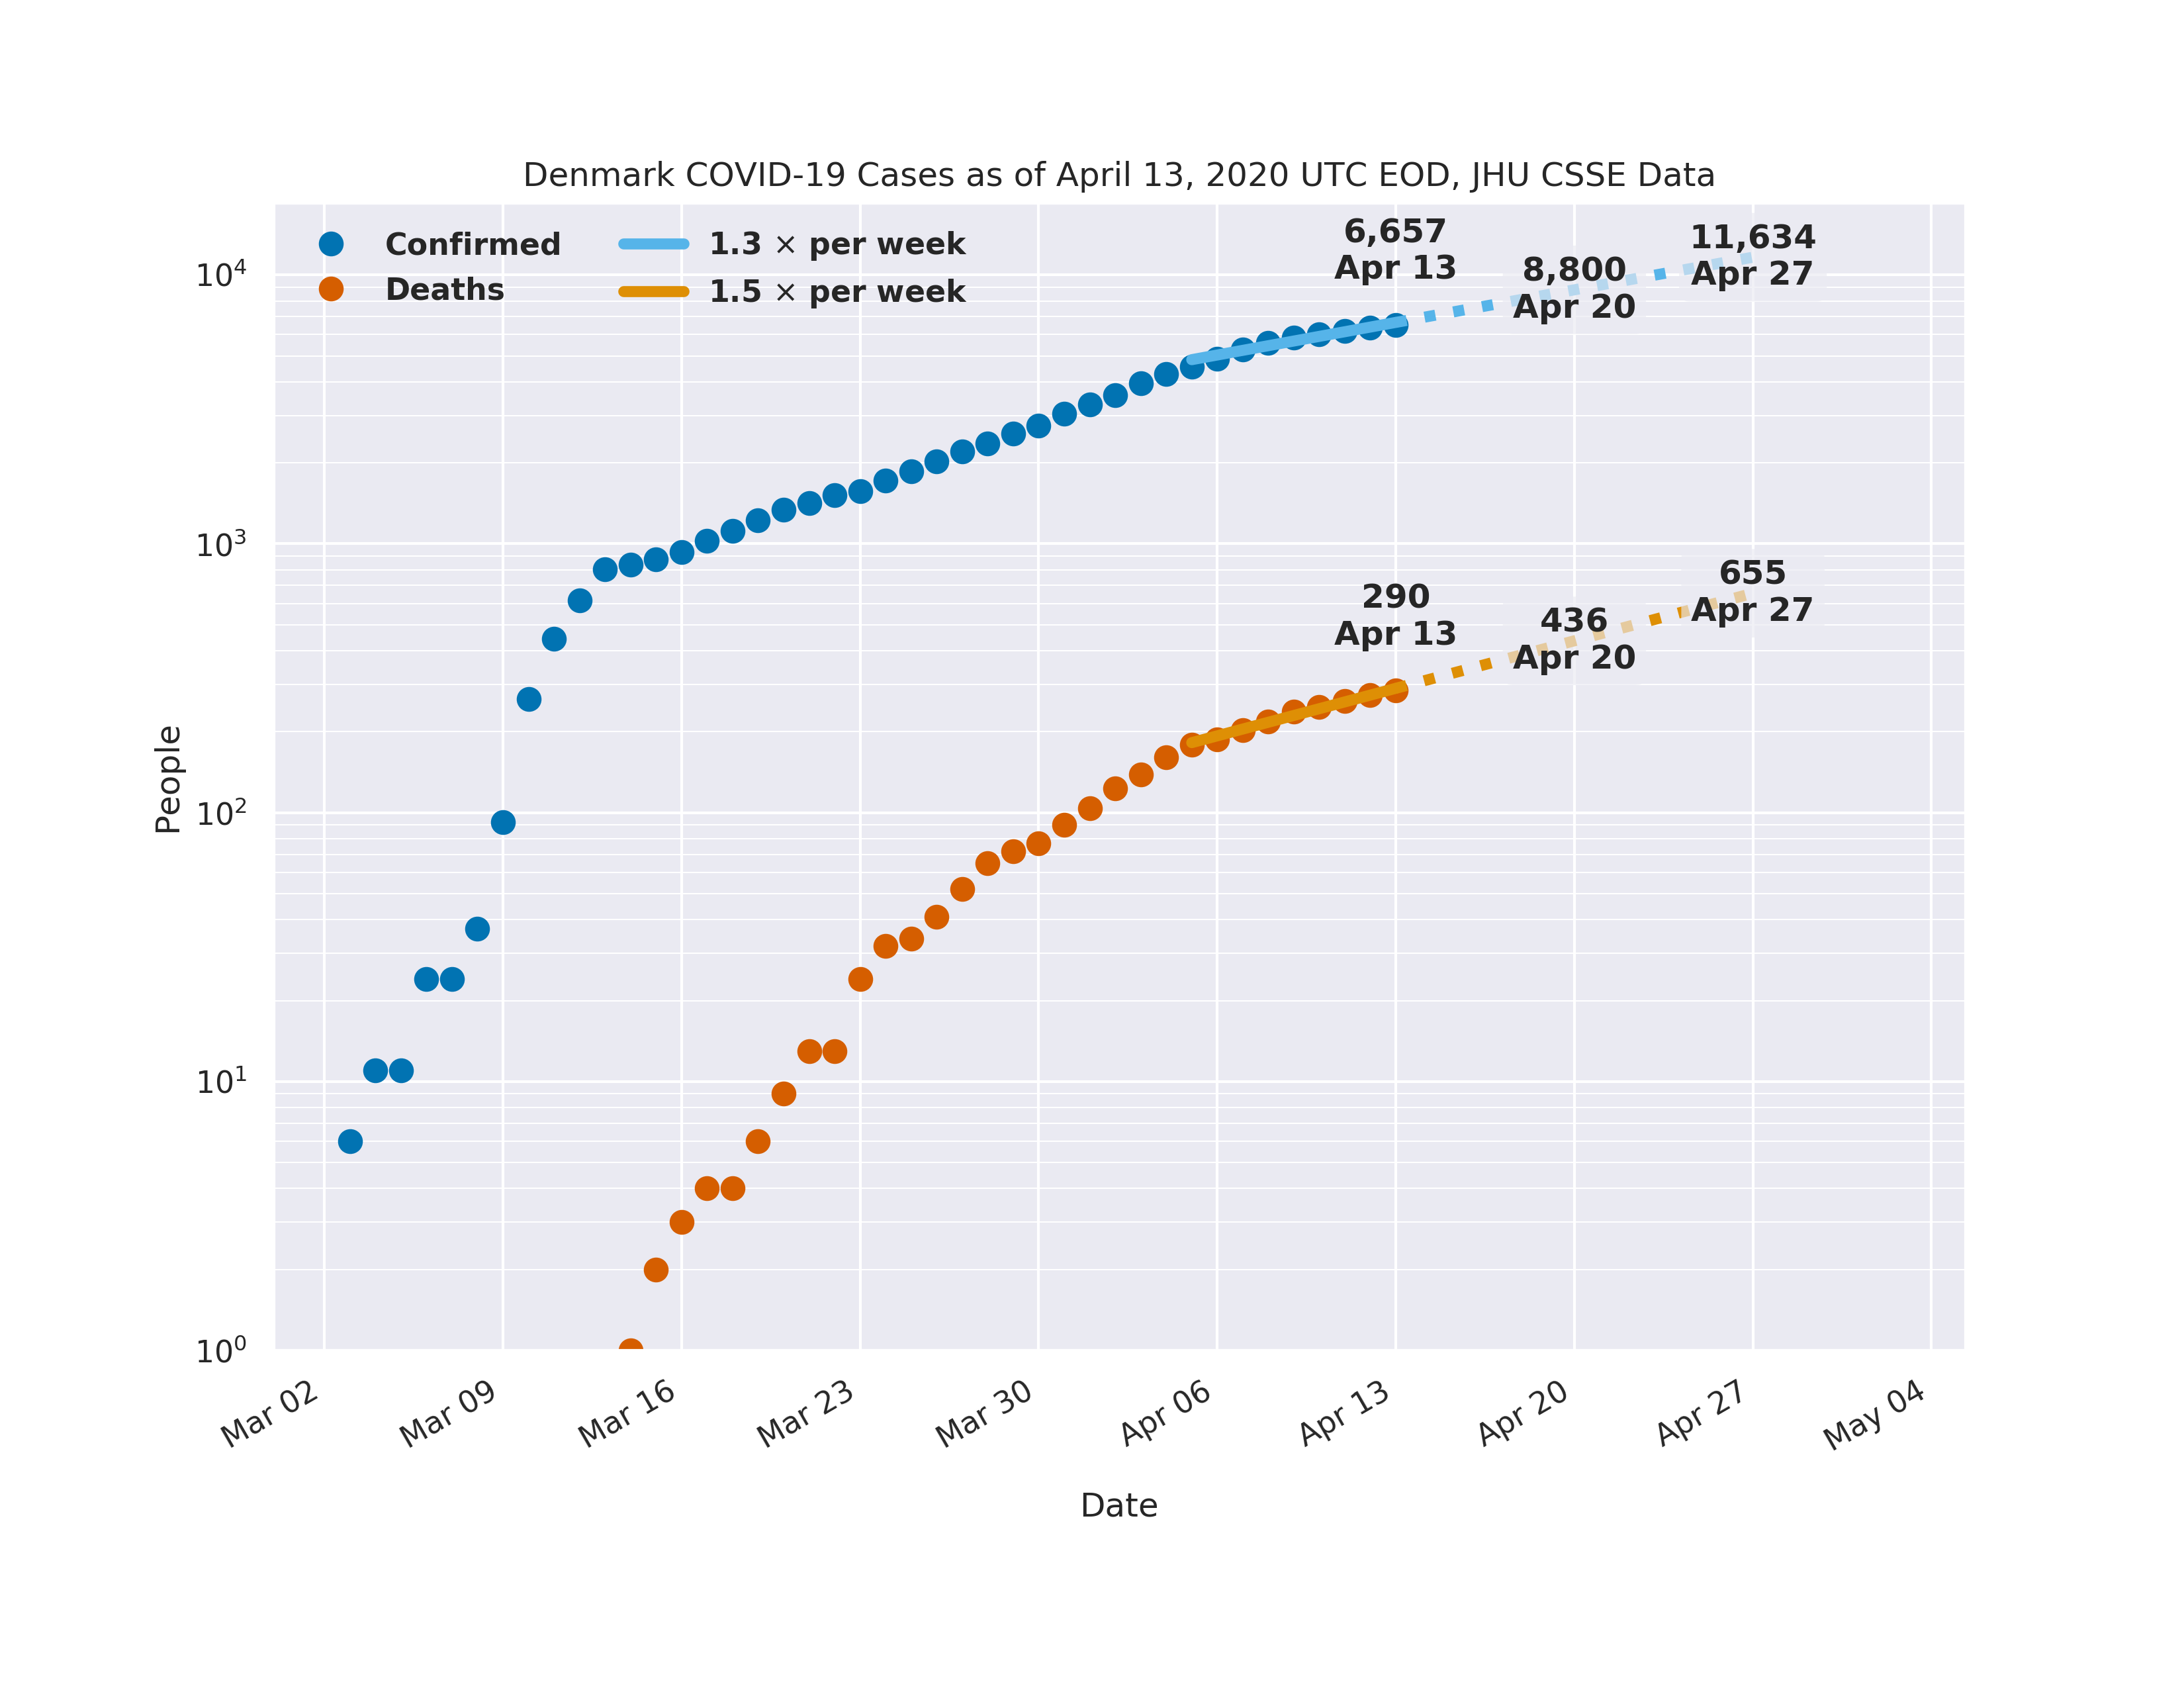 Denmark COVID-19 Cases as of April 13, 2020 UTC EOD, JHU CSSE Data
Confirmed
Deaths
1.3 × per week
1.5 × per week
6,657
Apr 13
8,800
Apr 20
11,634
Apr 27
290
Apr 13
436
Apr 20
655
Apr 27
People
10⁴
10³
10²
10¹
10⁰
Mar 02
Mar 09
Mar 16
Mar 23
Mar 30
Apr 06
Apr 13
Apr 20
Apr 27
May 04
Date